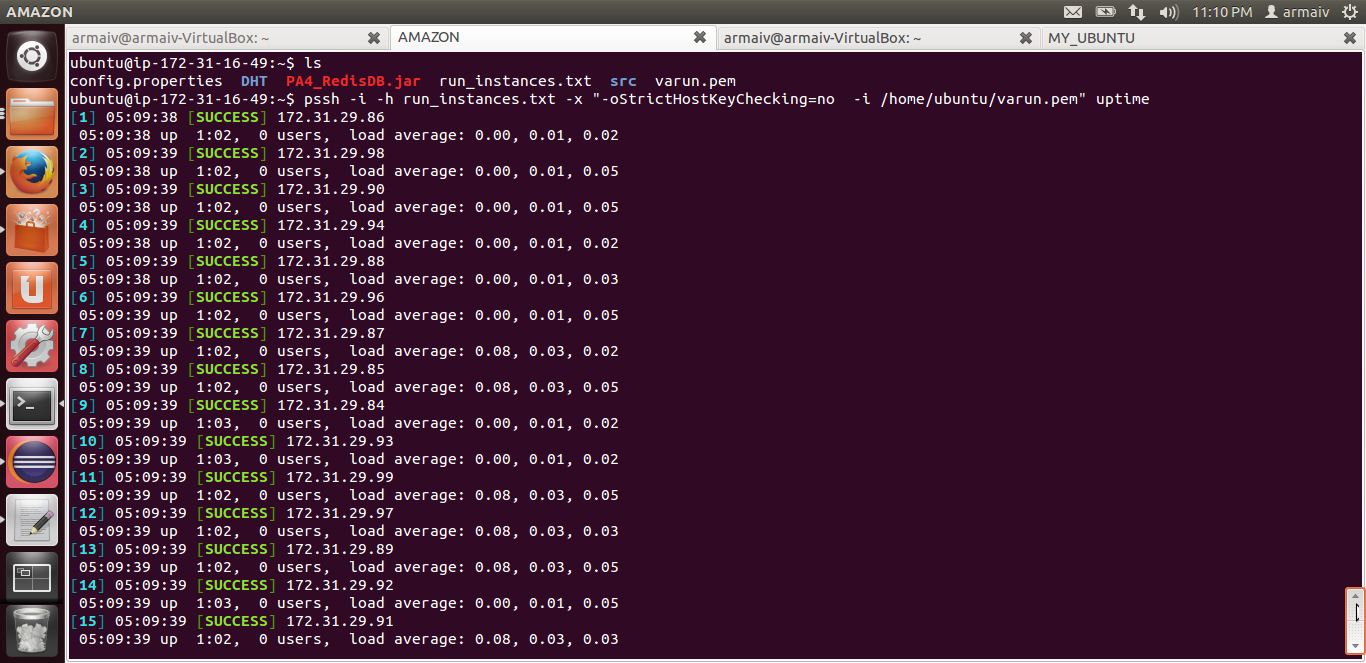 AMAZON
11:10 PM armaiv
armaiv@armaiv-VirtualBox: ~ AMAZON armaiv@armaiv-VirtualBox: ~ MY_UBUNTU
ubuntu@ip-172-31-16-49:~$ ls
config.properties  DHT  PA4_RedisDB.jar  run_instances.txt  src  varun.pem
ubuntu@ip-172-31-16-49:~$ pssh -i -h run_instances.txt -x "-oStrictHostKeyChecking=no  -i /home/ubuntu/varun.pem" uptime
[1] 05:09:38 [SUCCESS] 172.31.29.86
 05:09:38 up  1:02,  0 users,  load average: 0.00, 0.01, 0.02
[2] 05:09:39 [SUCCESS] 172.31.29.98
 05:09:38 up  1:02,  0 users,  load average: 0.00, 0.01, 0.05
[3] 05:09:39 [SUCCESS] 172.31.29.90
 05:09:38 up  1:02,  0 users,  load average: 0.00, 0.01, 0.05
[4] 05:09:39 [SUCCESS] 172.31.29.94
 05:09:38 up  1:02,  0 users,  load average: 0.00, 0.01, 0.02
[5] 05:09:39 [SUCCESS] 172.31.29.88
 05:09:38 up  1:02,  0 users,  load average: 0.00, 0.01, 0.03
[6] 05:09:39 [SUCCESS] 172.31.29.96
 05:09:39 up  1:02,  0 users,  load average: 0.00, 0.01, 0.05
[7] 05:09:39 [SUCCESS] 172.31.29.87
 05:09:39 up  1:02,  0 users,  load average: 0.08, 0.03, 0.02
[8] 05:09:39 [SUCCESS] 172.31.29.85
 05:09:39 up  1:02,  0 users,  load average: 0.08, 0.03, 0.05
[9] 05:09:39 [SUCCESS] 172.31.29.84
 05:09:39 up  1:03,  0 users,  load average: 0.00, 0.01, 0.02
[10] 05:09:39 [SUCCESS] 172.31.29.93
 05:09:39 up  1:03,  0 users,  load average: 0.00, 0.01, 0.02
[11] 05:09:39 [SUCCESS] 172.31.29.99
 05:09:39 up  1:02,  0 users,  load average: 0.08, 0.03, 0.05
[12] 05:09:39 [SUCCESS] 172.31.29.97
 05:09:39 up  1:02,  0 users,  load average: 0.08, 0.03, 0.03
[13] 05:09:39 [SUCCESS] 172.31.29.89
 05:09:39 up  1:02,  0 users,  load average: 0.08, 0.03, 0.05
[14] 05:09:39 [SUCCESS] 172.31.29.92
 05:09:39 up  1:03,  0 users,  load average: 0.00, 0.01, 0.05
[15] 05:09:39 [SUCCESS] 172.31.29.91
 05:09:39 up  1:02,  0 users,  load average: 0.08, 0.03, 0.03